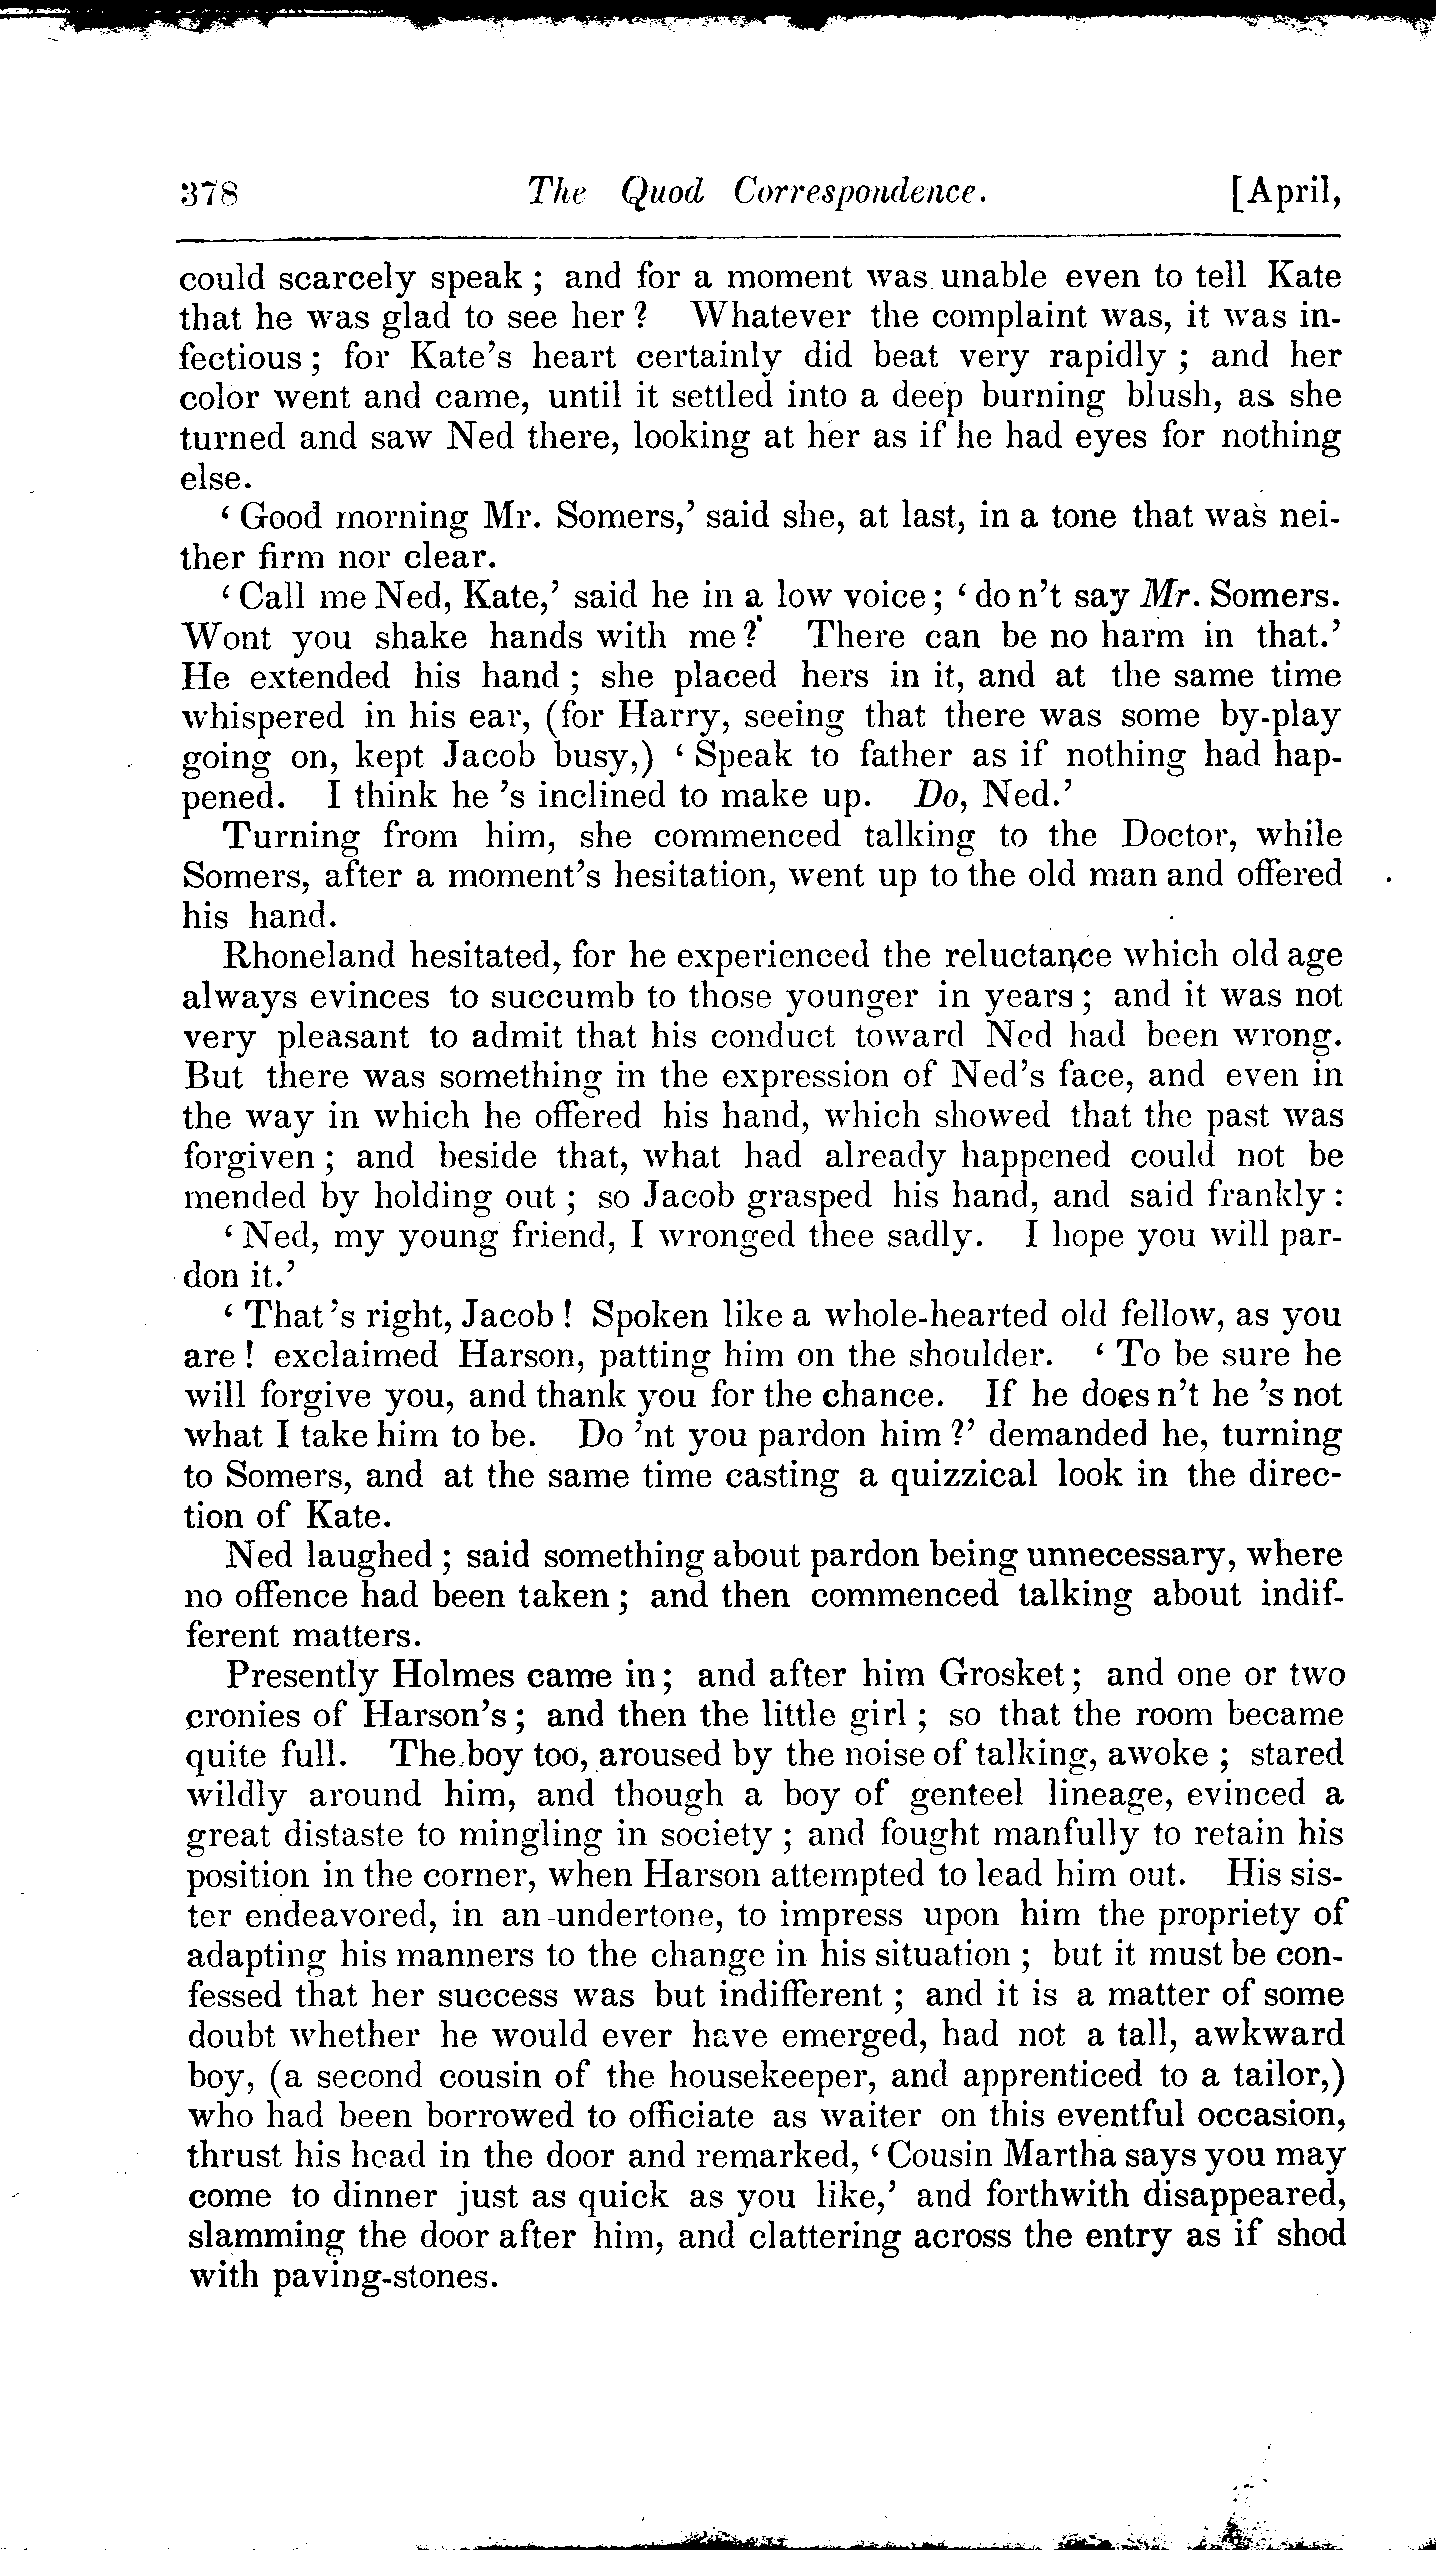 378 The Quod Correspondence. [April,
could scarcely speak ; and for a moment was unable even to tell Kate
that he was glad to see her ? Whatever the complaint was, it was in-
fectious ; for Kate's heart certainly did beat very rapidly ; and her
color went and came, until it settled into a deep burning blush, as she
turned and saw Ned there, looking at her as if he had eyes for nothing
else.
‘ Good morning Mr. Somers,’ said she, at last, in a tone that was nei-
ther firm nor clear.
‘ Call me Ned, Kate,’ said he in a low voice ; ‘ do n't say Mr. Somers.
Wont you shake hands with me ? There can be no harm in that.’
He extended his hand ; she placed hers in it, and at the same time
whispered in his ear, (for Harry, seeing that there was some by-play
going on, kept Jacob busy,) ‘ Speak to father as if nothing had hap-
pened. I think he 's inclined to make up. Do, Ned.’
Turning from him, she commenced talking to the Doctor, while
Somers, after a moment's hesitation, went up to the old man and offered
his hand.
Rhoneland hesitated, for he experienced the reluctance which old age
always evinces to succumb to those younger in years ; and it was not
very pleasant to admit that his conduct toward Ned had been wrong.
But there was something in the expression of Ned's face, and even in
the way in which he offered his hand, which showed that the past was
forgiven ; and beside that, what had already happened could not be
mended by holding out ; so Jacob grasped his hand, and said frankly :
‘ Ned, my young friend, I wronged thee sadly. I hope you will par-
don it.’
‘ That 's right, Jacob ! Spoken like a whole-hearted old fellow, as you
are ! exclaimed Harson, patting him on the shoulder. ‘ To be sure he
will forgive you, and thank you for the chance. If he does n't he 's not
what I take him to be. Do 'nt you pardon him ?’ demanded he, turning
to Somers, and at the same time casting a quizzical look in the direc-
tion of Kate.
Ned laughed ; said something about pardon being unnecessary, where
no offence had been taken ; and then commenced talking about indif-
ferent matters.
Presently Holmes came in ; and after him Grosket ; and one or two
cronies of Harson's ; and then the little girl ; so that the room became
quite full. The boy too, aroused by the noise of talking, awoke ; stared
wildly around him, and though a boy of genteel lineage, evinced a
great distaste to mingling in society ; and fought manfully to retain his
position in the corner, when Harson attempted to lead him out. His sis-
ter endeavored, in an undertone, to impress upon him the propriety of
adapting his manners to the change in his situation ; but it must be con-
fessed that her success was but indifferent ; and it is a matter of some
doubt whether he would ever have emerged, had not a tall, awkward
boy, (a second cousin of the housekeeper, and apprenticed to a tailor,)
who had been borrowed to officiate as waiter on this eventful occasion,
thrust his head in the door and remarked, ‘ Cousin Martha says you may
come to dinner just as quick as you like,’ and forthwith disappeared,
slamming the door after him, and clattering across the entry as if shod
with paving-stones.